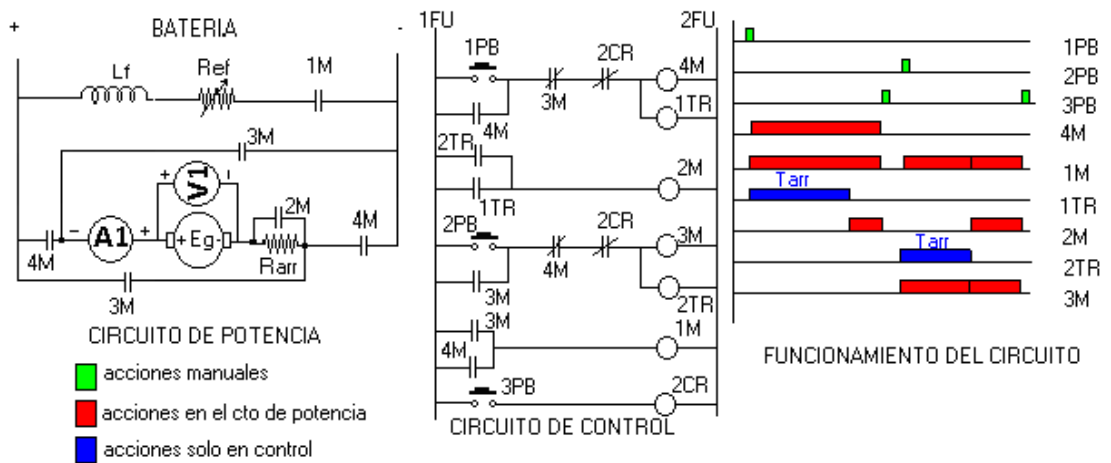 + BATERIA -
Lf Ref 1M
3M
+ V1 -
2M
4M - A1 + +Eg- Rarr 4M
3M
CIRCUITO DE POTENCIA
acciones manuales
acciones en el cto de potencia
acciones solo en control
1FU 2FU
1PB 2CR 4M
3M
4M 1TR
2TR
2M
1TR
2PB 2CR 3M
4M
3M 2TR
3M
1M
4M
3PB 2CR
CIRCUITO DE CONTROL
1PB
2PB
3PB
4M
1M
Tarr
1TR
2M
Tarr
2TR
3M
FUNCIONAMIENTO DEL CIRCUITO